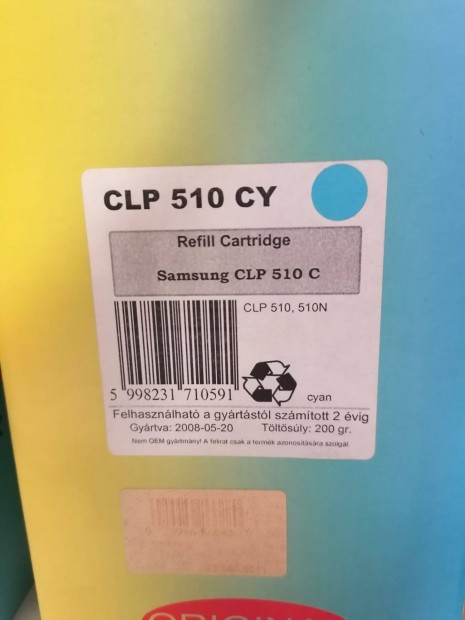 CLP 510 CY
Refill Cartridge
Samsung CLP 510 C
CLP 510, 510N
5 998231 710591
cyan
Felhasználható a gyártástól számított 2 évig
Gyártva: 2008-05-20 Töltősúly: 200 gr.
Nem OEM gyártmány! A felirat csak a termék azonosítására szolgál.